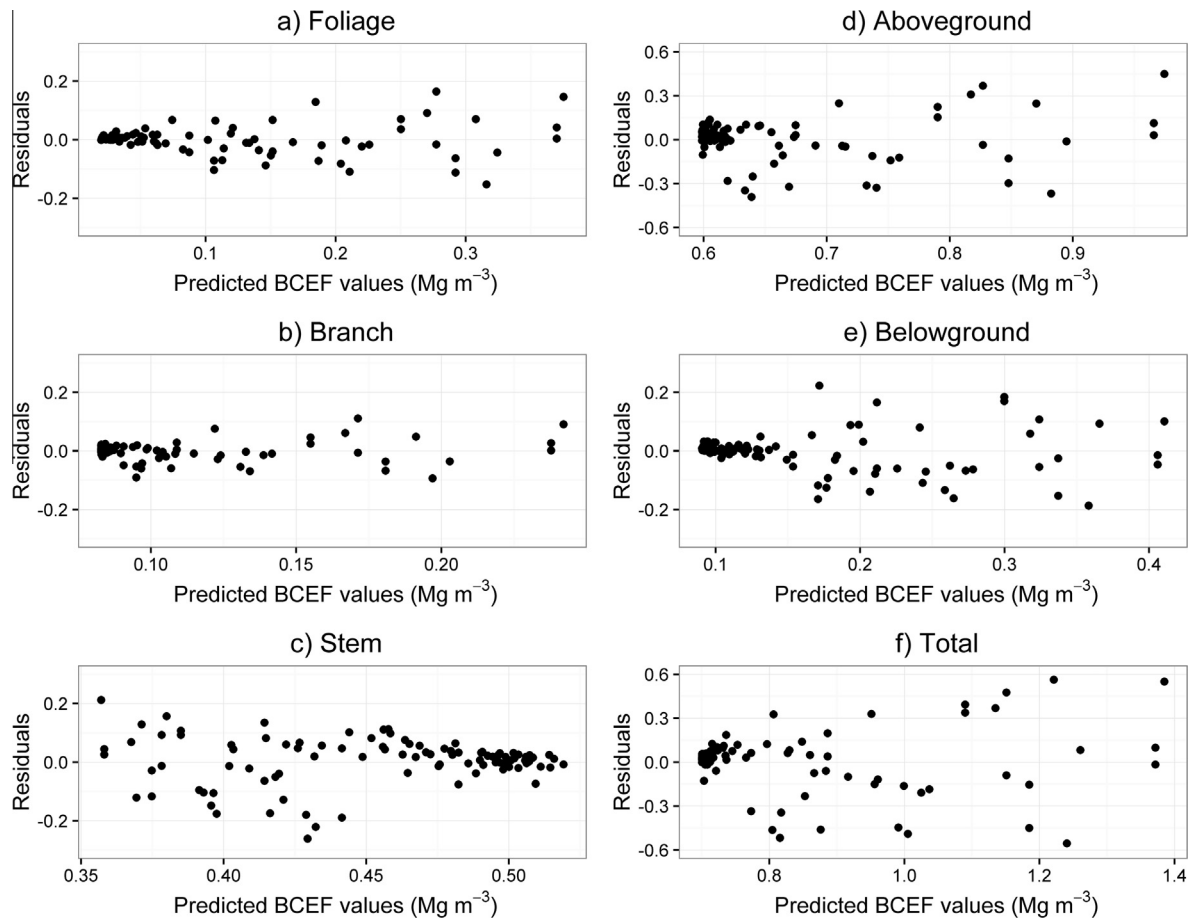 a) Foliage
Residuals
0.2
0.0
-0.2
0.1
0.2
0.3
Predicted BCEF values (Mg m−3)
b) Branch
Residuals
0.2
0.0
-0.2
0.10
0.15
0.20
Predicted BCEF values (Mg m−3)
c) Stem
Residuals
0.2
0.0
-0.2
0.35
0.40
0.45
0.50
Predicted BCEF values (Mg m−3)
d) Aboveground
Residuals
0.6
0.3
0.0
-0.3
-0.6
0.6
0.7
0.8
0.9
Predicted BCEF values (Mg m−3)
e) Belowground
Residuals
0.2
0.0
-0.2
0.1
0.2
0.3
0.4
Predicted BCEF values (Mg m−3)
f) Total
Residuals
0.6
0.3
0.0
-0.3
-0.6
0.8
1.0
1.2
1.4
Predicted BCEF values (Mg m−3)